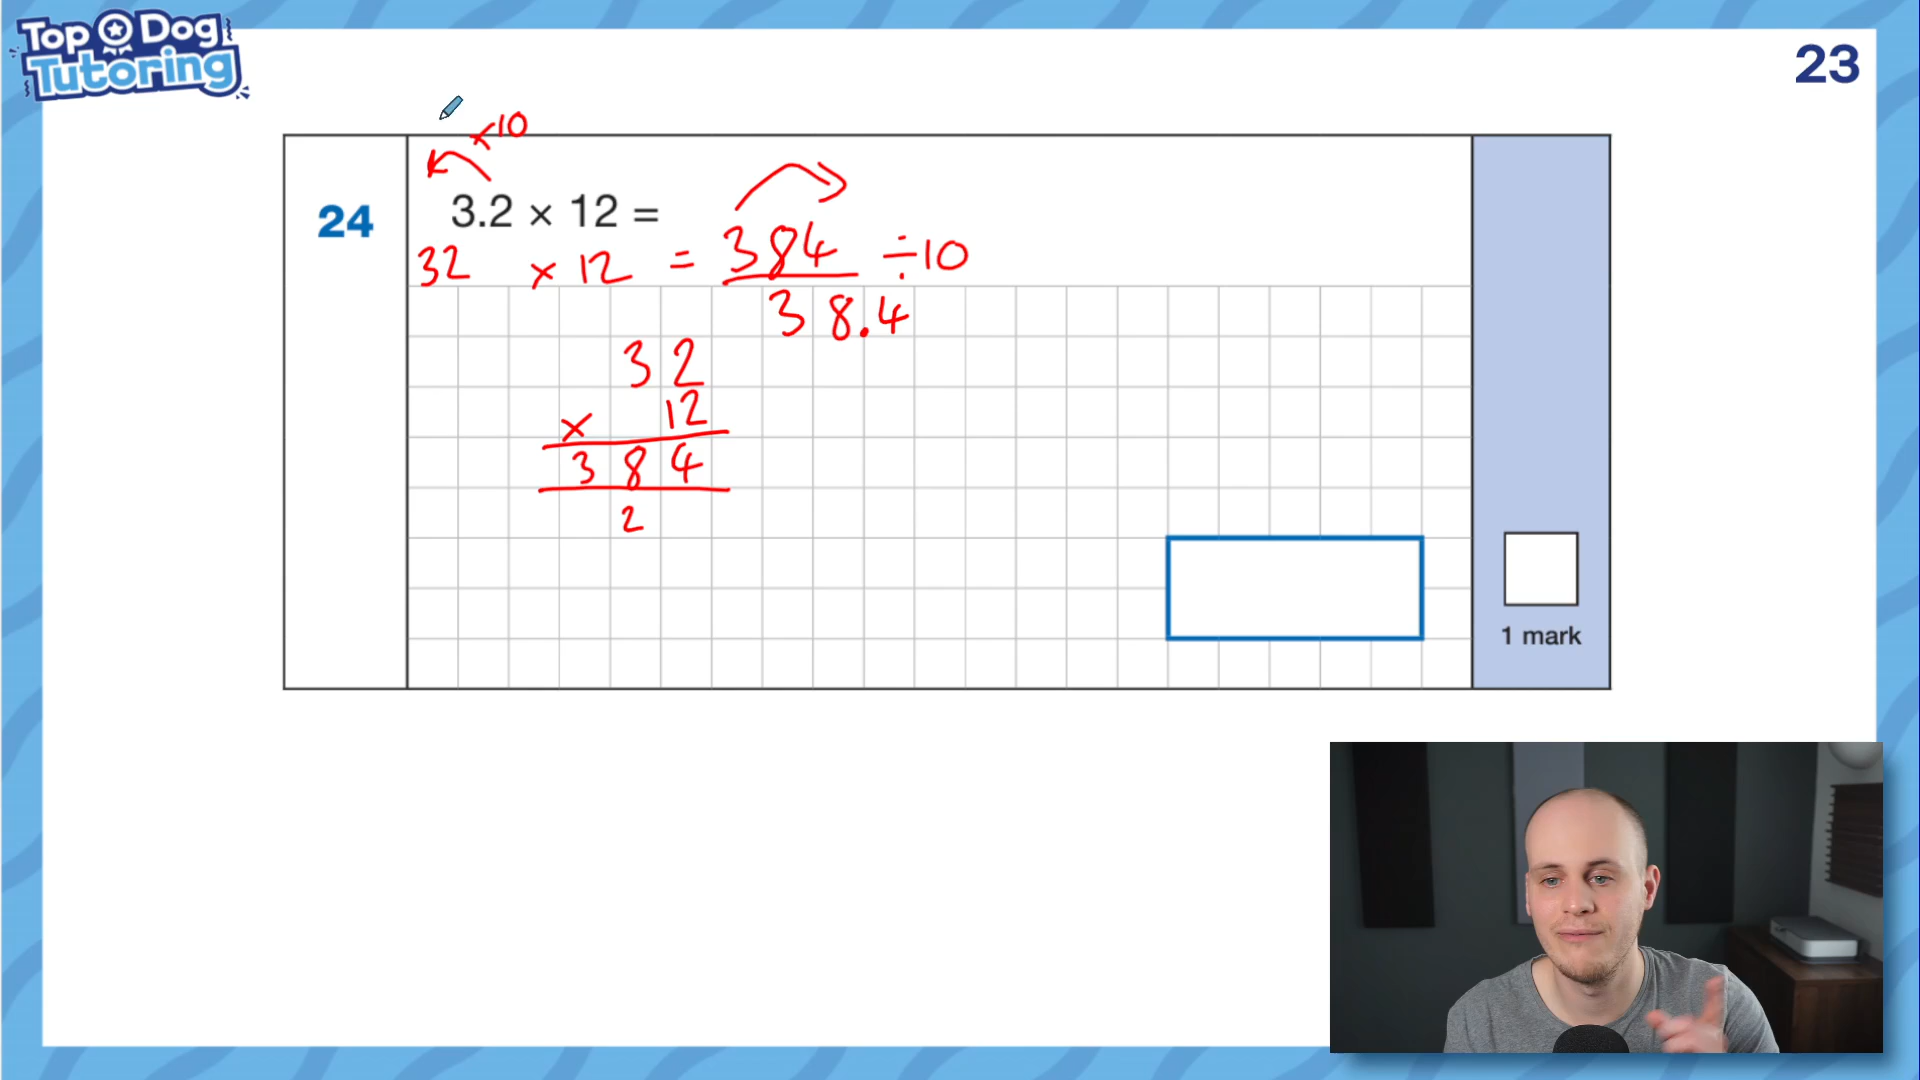 Top Dog
Tutoring
23
×10
24
3.2 × 12 =
32 × 12 = 384 ÷10
38.4
32
× 12
384
2
1 mark